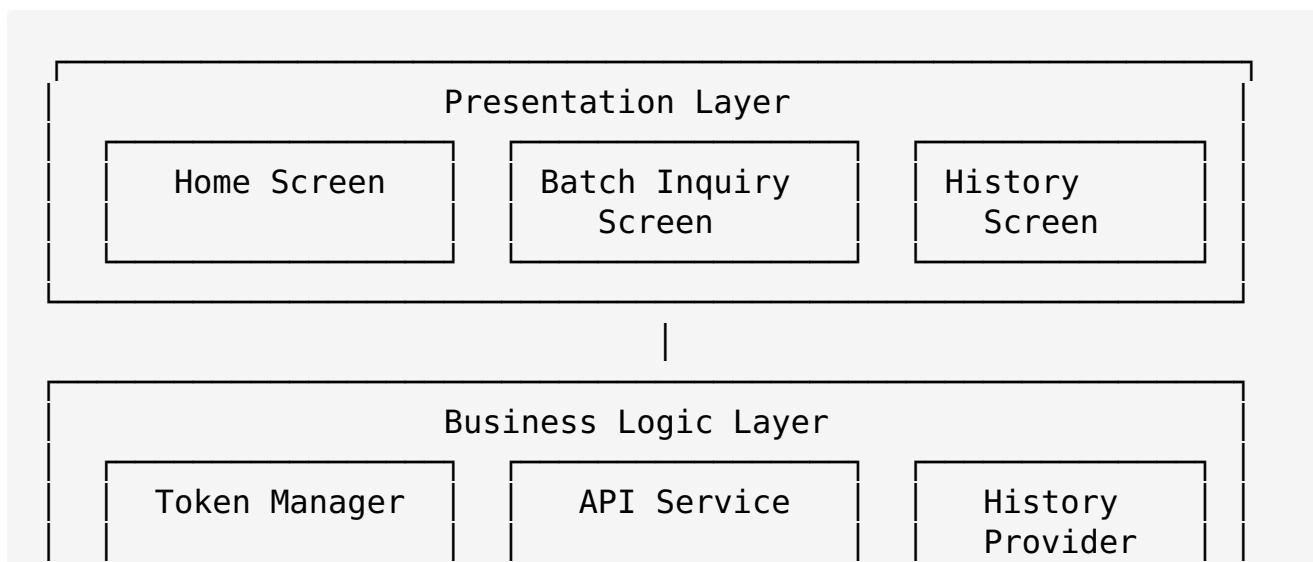 Presentation Layer
Home Screen Batch Inquiry History
Screen Screen
Business Logic Layer
Token Manager API Service History
Provider